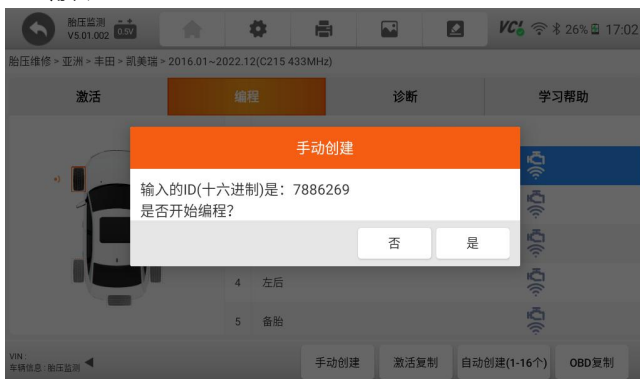 胎压监测
V5.01.002 0.5V
VCI 26% 17:02
胎压维修 > 亚洲 > 丰田 > 凯美瑞 > 2016.01~2022.12(C215 433MHz)
激活 编程 诊断 学习帮助
手动创建
输入的ID(十六进制)是：7886269
是否开始编程？
否 是
4 左后
5 备胎
VIN :
车辆信息 : 胎压监测
手动创建 激活复制 自动创建(1-16个) OBD复制